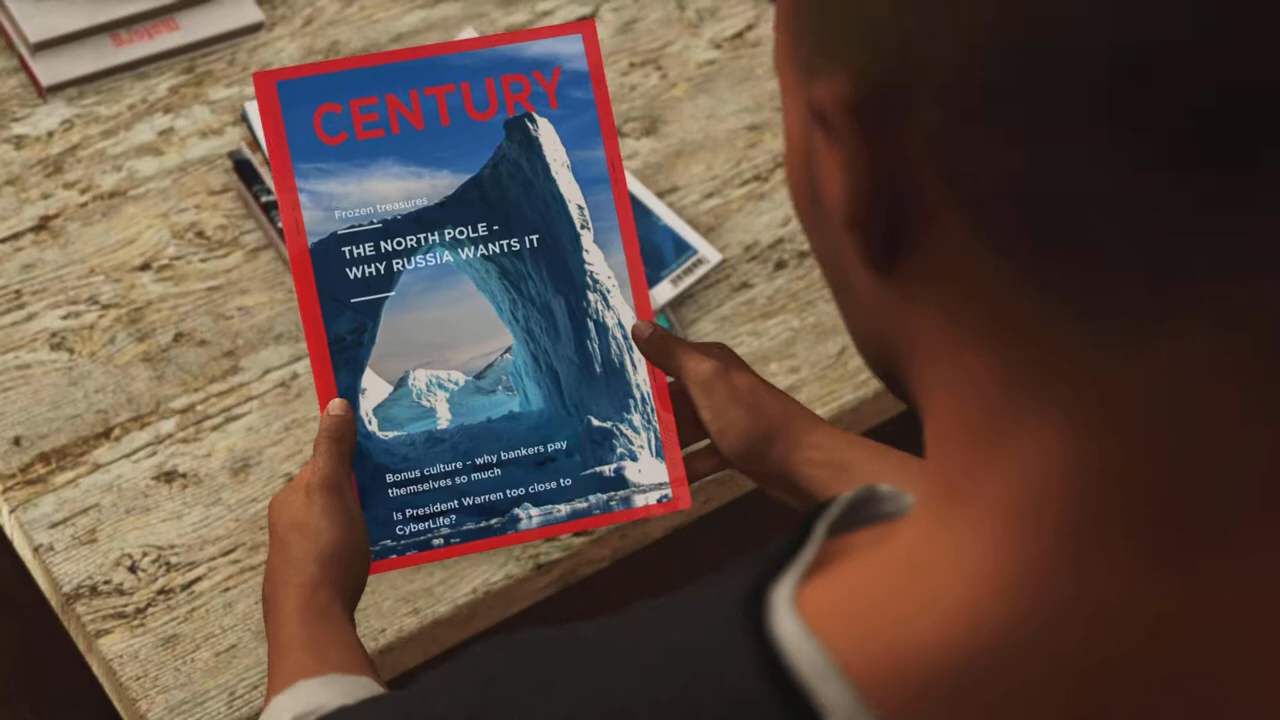 CENTURY
Frozen treasures
THE NORTH POLE -
WHY RUSSIA WANTS IT
Bonus culture – why bankers pay
themselves so much
Is President Warren too close to
CyberLife?